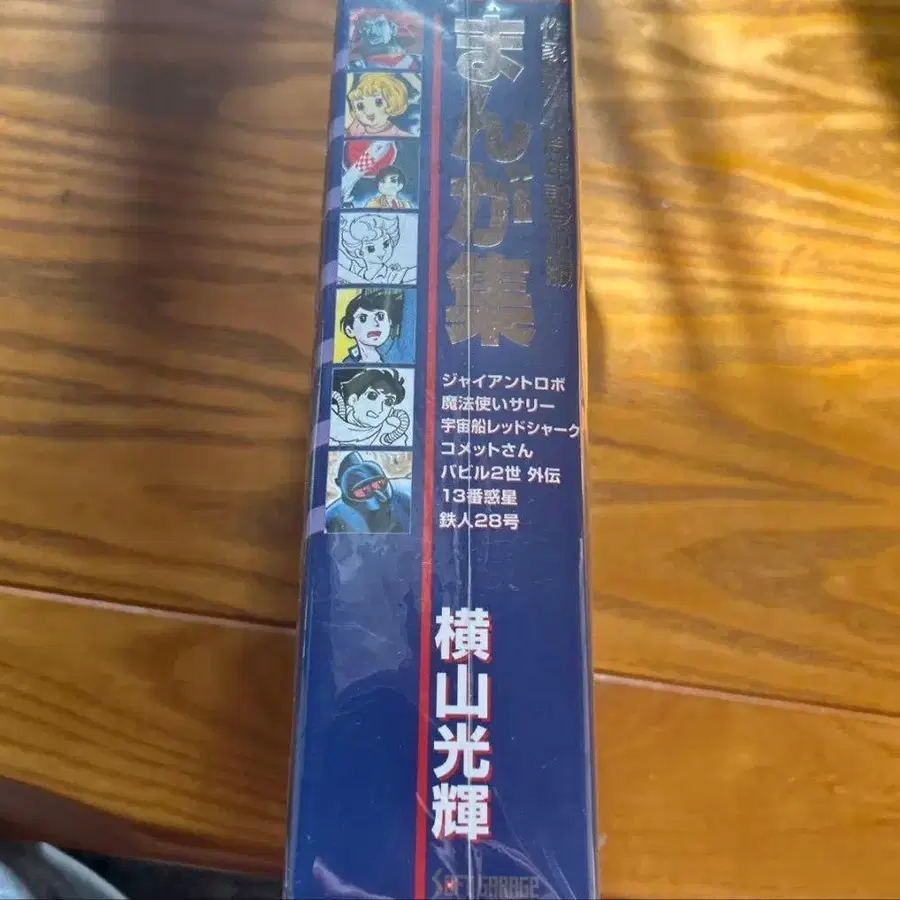 まんが集
ジャイアントロボ
魔法使いサリー
宇宙船レッドシャーク
コメットさん
バビル2世 外伝
13番惑星
鉄人28号
横山光輝
SOFTGARAGE